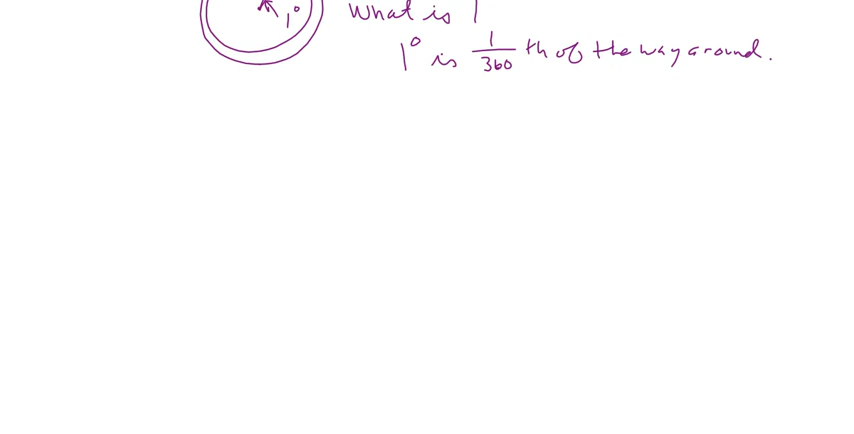 1°
What is 1
1° is 1/360 th of the way around.